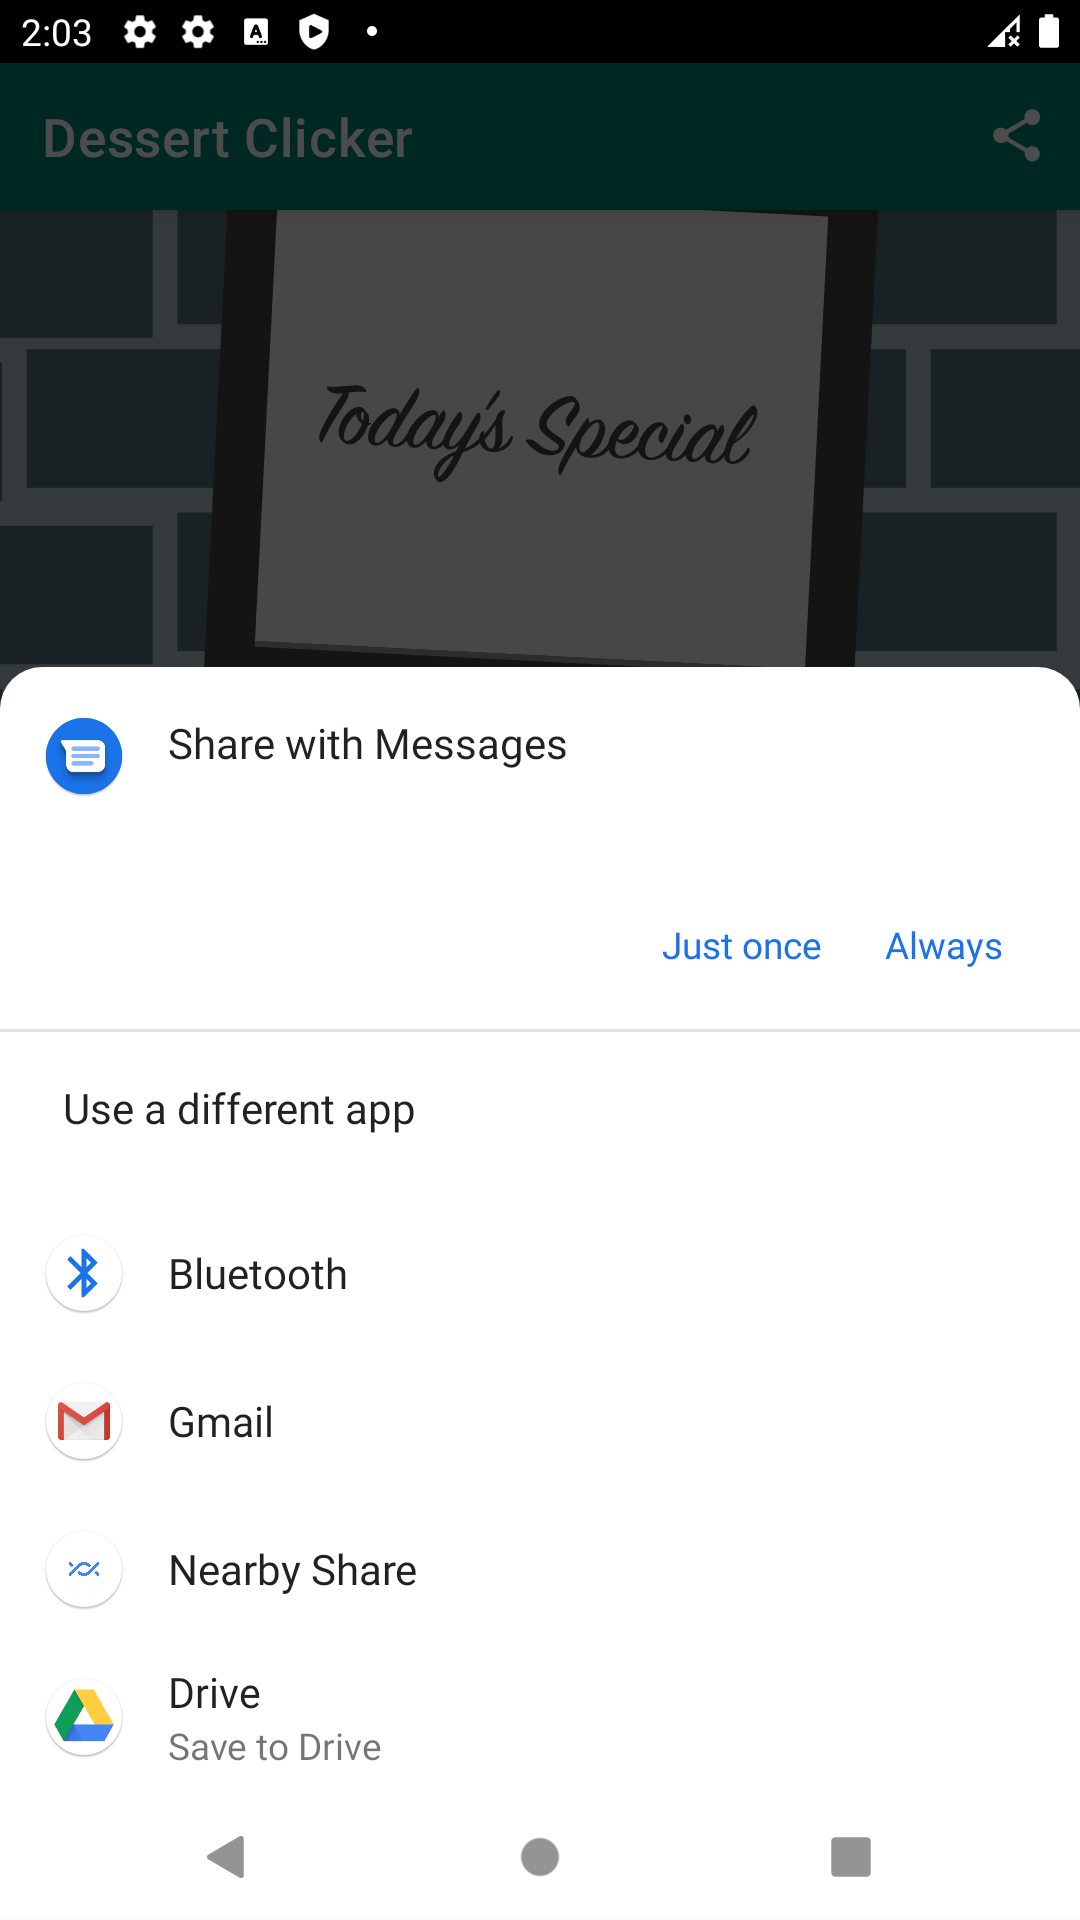 2:03
Dessert Clicker
Today's Special
Share with Messages
Just once Always
Use a different app
Bluetooth
Gmail
Nearby Share
Drive
Save to Drive